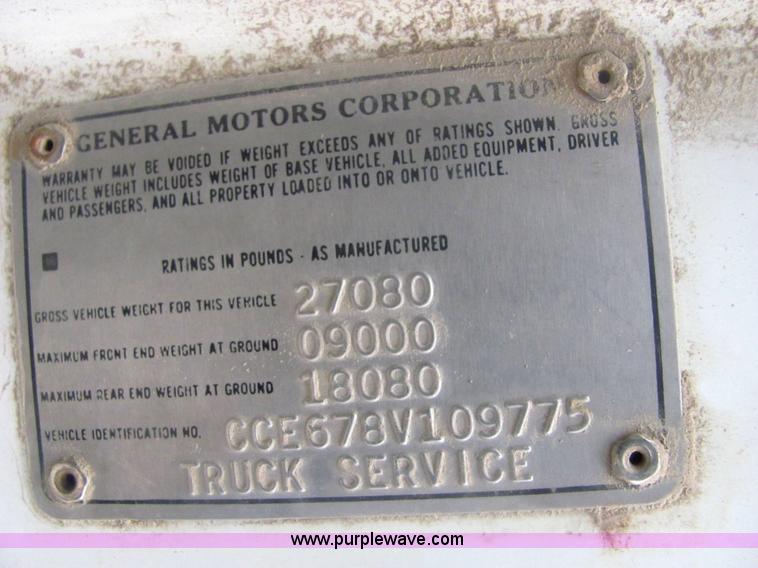 GENERAL MOTORS CORPORATION
WARRANTY MAY BE VOIDED IF WEIGHT EXCEEDS ANY OF RATINGS SHOWN. GROSS
VEHICLE WEIGHT INCLUDES WEIGHT OF BASE VEHICLE, ALL ADDED EQUIPMENT, DRIVER
AND PASSENGERS, AND ALL PROPERTY LOADED INTO OR ONTO VEHICLE.
RATINGS IN POUNDS - AS MANUFACTURED
GROSS VEHICLE WEIGHT FOR THIS VEHICLE 27080
MAXIMUM FRONT END WEIGHT AT GROUND 09000
MAXIMUM REAR END WEIGHT AT GROUND 18080
VEHICLE IDENTIFICATION NO. CCE678V109775
TRUCK SERVICE
www.purplewave.com